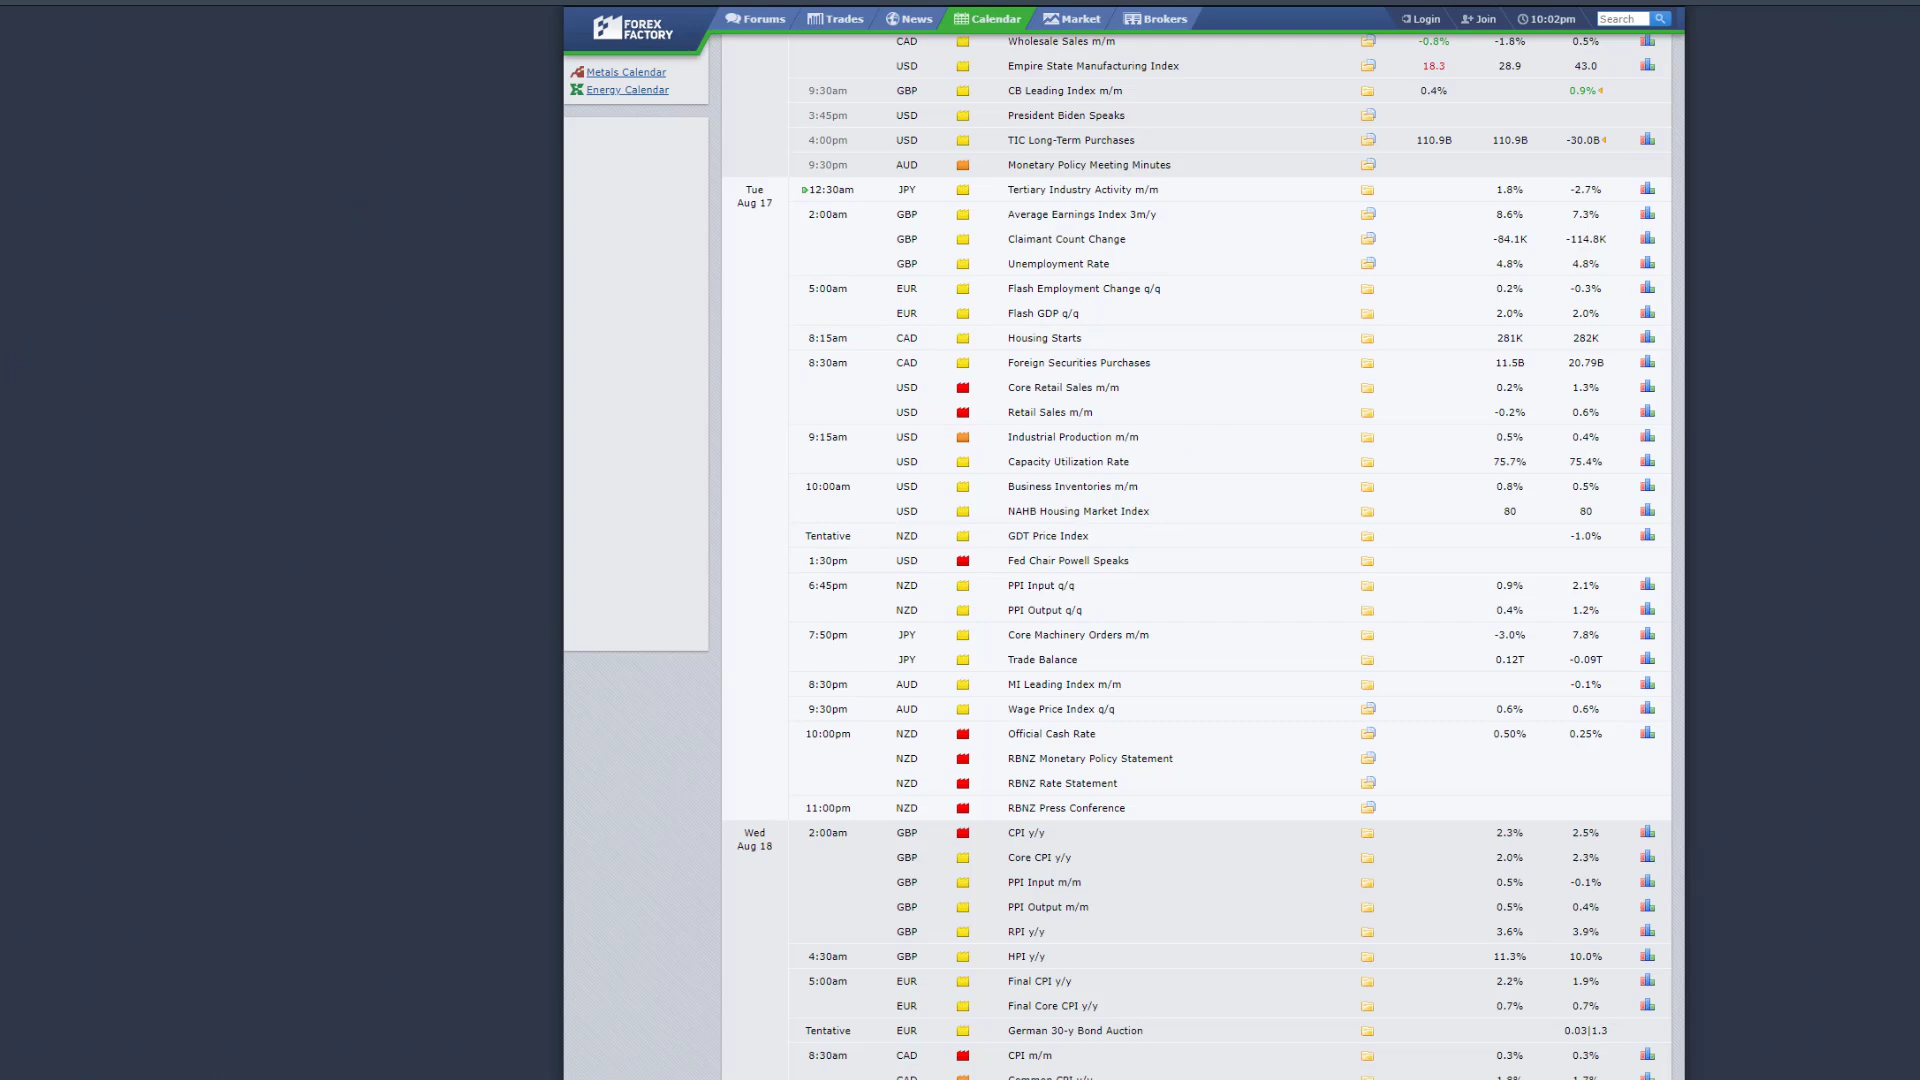 FOREX FACTORY
Forums Trades News Calendar Market Brokers Login Join 10:02pm Search
Metals Calendar
Energy Calendar
CAD Wholesale Sales m/m -0.8% -1.8% 0.5%
USD Empire State Manufacturing Index 18.3 28.9 43.0
9:30am GBP CB Leading Index m/m 0.4% 0.9%
3:45pm USD President Biden Speaks
4:00pm USD TIC Long-Term Purchases 110.9B 110.9B -30.0B
9:30pm AUD Monetary Policy Meeting Minutes
Tue Aug 17 12:30am JPY Tertiary Industry Activity m/m 1.8% -2.7%
2:00am GBP Average Earnings Index 3m/y 8.6% 7.3%
GBP Claimant Count Change -84.1K -114.8K
GBP Unemployment Rate 4.8% 4.8%
5:00am EUR Flash Employment Change q/q 0.2% -0.3%
EUR Flash GDP q/q 2.0% 2.0%
8:15am CAD Housing Starts 281K 282K
8:30am CAD Foreign Securities Purchases 11.5B 20.79B
USD Core Retail Sales m/m 0.2% 1.3%
USD Retail Sales m/m -0.2% 0.6%
9:15am USD Industrial Production m/m 0.5% 0.4%
USD Capacity Utilization Rate 75.7% 75.4%
10:00am USD Business Inventories m/m 0.8% 0.5%
USD NAHB Housing Market Index 80 80
Tentative NZD GDT Price Index -1.0%
1:30pm USD Fed Chair Powell Speaks
6:45pm NZD PPI Input q/q 0.9% 2.1%
NZD PPI Output q/q 0.4% 1.2%
7:50pm JPY Core Machinery Orders m/m -3.0% 7.8%
JPY Trade Balance 0.12T -0.09T
8:30pm AUD MI Leading Index m/m -0.1%
9:30pm AUD Wage Price Index q/q 0.6% 0.6%
10:00pm NZD Official Cash Rate 0.50% 0.25%
NZD RBNZ Monetary Policy Statement
NZD RBNZ Rate Statement
11:00pm NZD RBNZ Press Conference
Wed Aug 18 2:00am GBP CPI y/y 2.3% 2.5%
GBP Core CPI y/y 2.0% 2.3%
GBP PPI Input m/m 0.5% -0.1%
GBP PPI Output m/m 0.5% 0.4%
GBP RPI y/y 3.6% 3.9%
4:30am GBP HPI y/y 11.3% 10.0%
5:00am EUR Final CPI y/y 2.2% 1.9%
EUR Final Core CPI y/y 0.7% 0.7%
Tentative EUR German 30-y Bond Auction 0.03|1.3
8:30am CAD CPI m/m 0.3% 0.3%
CAD Common CPI y/y 1.8% 1.7%